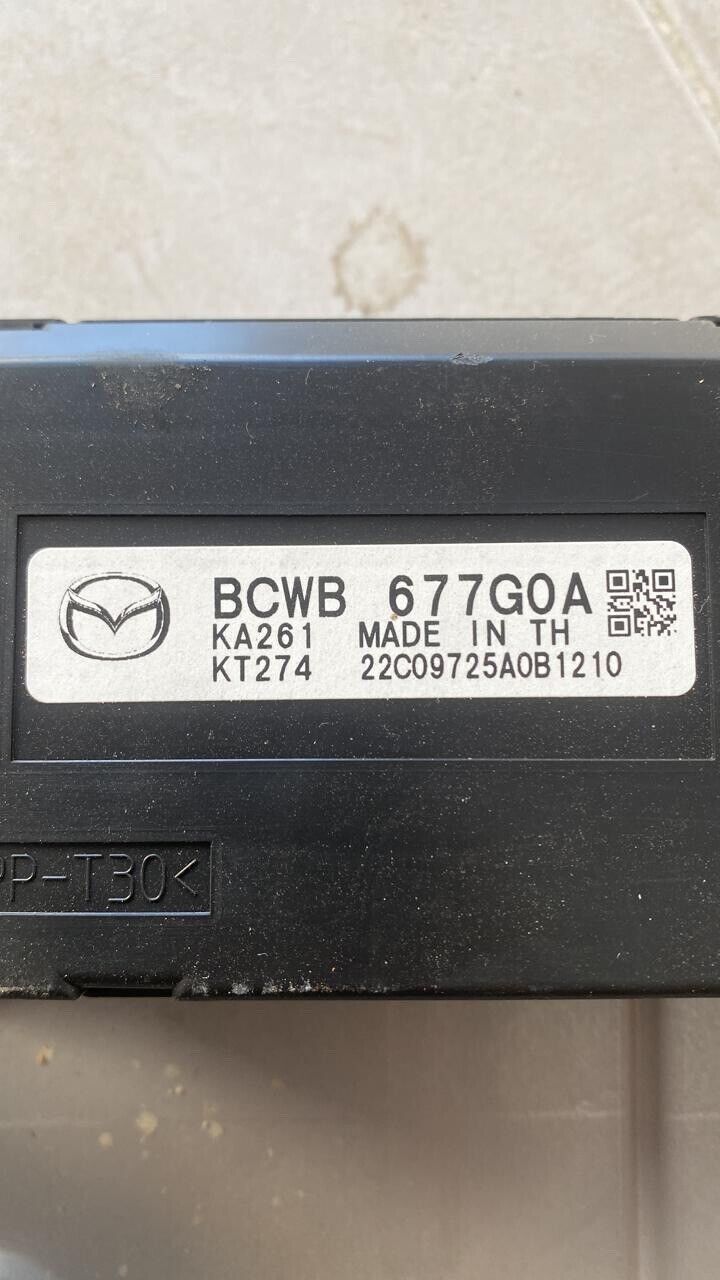 BCWB 677G0A
KA261 MADE IN TH
KT274 22C09725A0B1210
PP-T30<